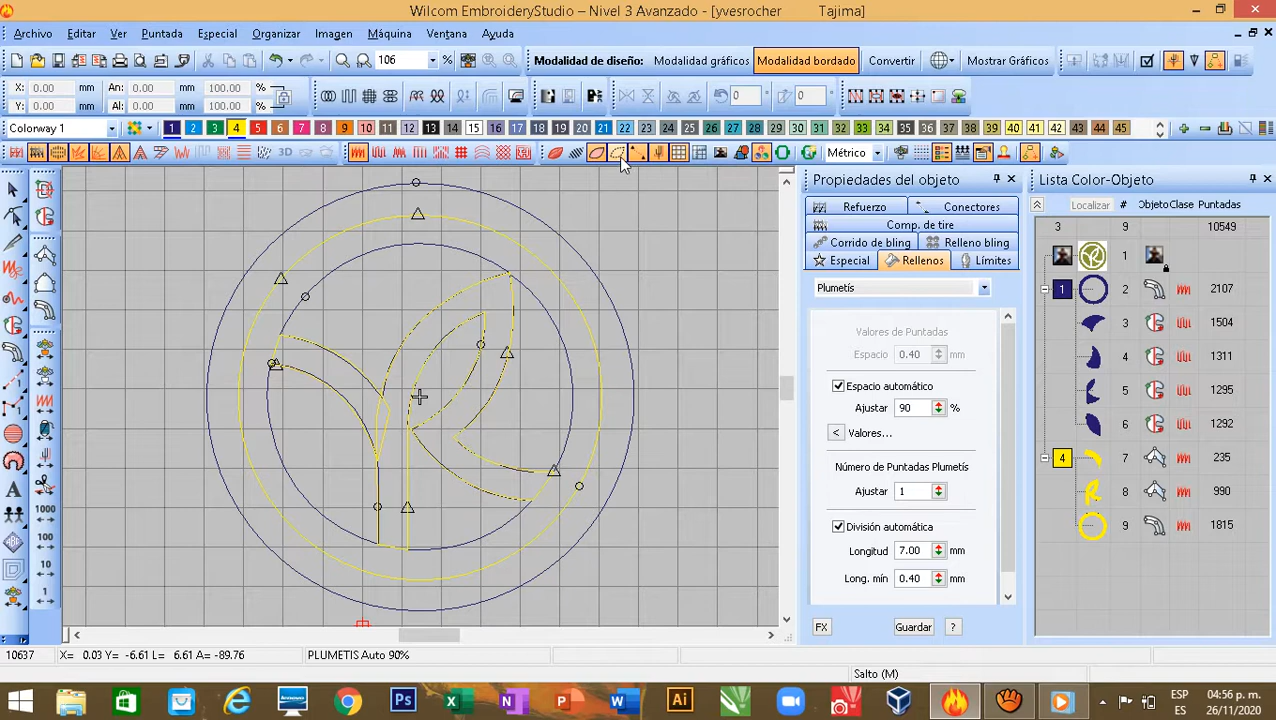 Wilcom EmbroideryStudio – Nivel 3 Avanzado - [yvesrocher Tajima]
Archivo Editar Ver Puntada Especial Organizar Imagen Máquina Ventana Ayuda
106 % Modalidad de diseño: Modalidad gráficos Modalidad bordado Convertir Mostrar Gráficos
X: 0.00 mm An: 0.00 mm 100.00 % 0 ° 0 °
Y: 0.00 mm Al: 0.00 mm 100.00 %
Colorway 1 1 2 3 4 5 6 7 8 9 10 11 12 13 14 15 16 17 18 19 20 21 22 23 24 25 26 27 28 29 30 31 32 33 34 35 36 37 38 39 40 41 42 43 44 45
3D Métrico
Propiedades del objeto
Refuerzo Conectores
Comp. de tire
Corrido de bling Relleno bling
Especial Rellenos Límites
Plumetís
Valores de Puntadas
Espacio 0.40 mm
Espacio automático
Ajustar 90 %
< Valores...
Número de Puntadas Plumetís
Ajustar 1
División automática
Longitud 7.00 mm
Long. mín 0.40 mm
FX Guardar ?
Lista Color-Objeto
Localizar # Objeto Clase Puntadas
3 9 10549
1
1 2 2107
3 1504
4 1311
5 1295
6 1292
4 7 235
8 990
9 1815
1000
100
10
1
10637 X= 0.03 Y= -6.61 L= 6.61 A= -89.76 PLUMETIS Auto 90%
Salto (M)
ESP 04:56 p. m.
ES 26/11/2020